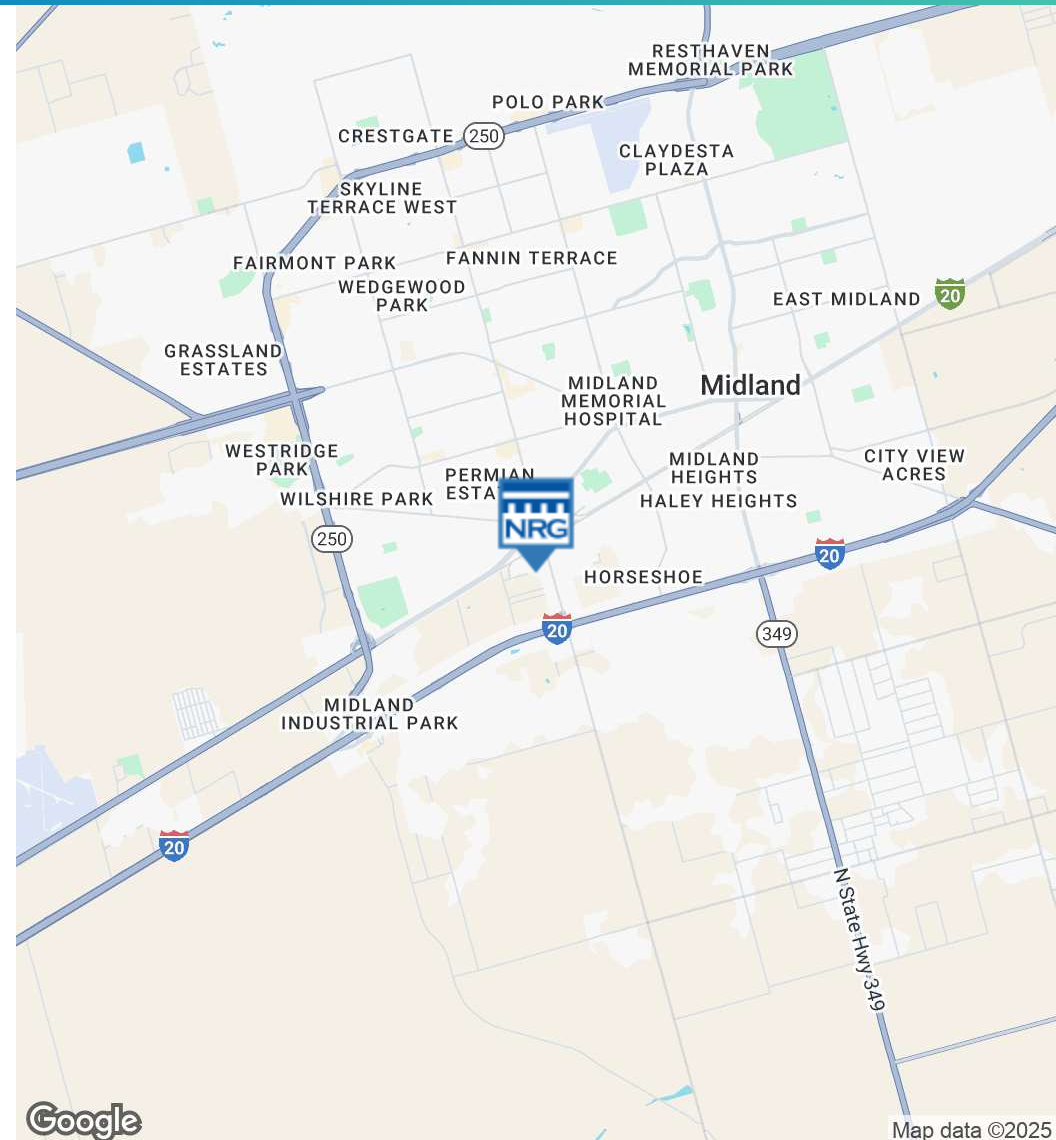 RESTHAVEN
MEMORIAL PARK
POLO PARK
CRESTGATE
250
CLAYDESTA
PLAZA
SKYLINE
TERRACE WEST
FAIRMONT PARK
FANNIN TERRACE
WEDGEWOOD
PARK
EAST MIDLAND
20
GRASSLAND
ESTATES
MIDLAND
MEMORIAL
HOSPITAL
Midland
WESTRIDGE
PARK
PERMIAN
WILSHIRE PARK
MIDLAND
HEIGHTS
HALEY HEIGHTS
CITY VIEW
ACRES
NRG
250
20
HORSESHOE
20
349
MIDLAND
INDUSTRIAL PARK
20
N State Hwy 349
Google
Map data ©2025